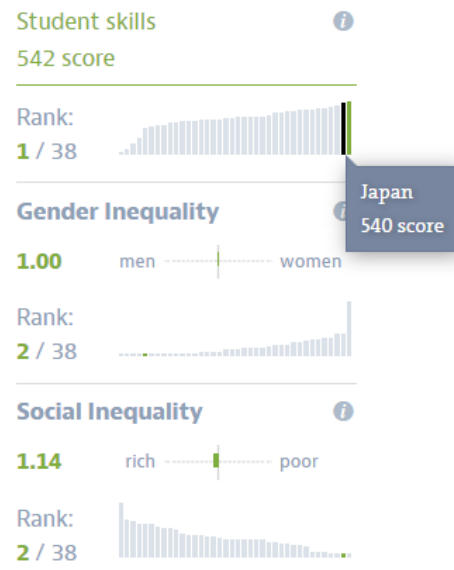 Student skills
542 score
Rank:
1 / 38
Japan
540 score
Gender Inequality
1.00
men
women
Rank:
2 / 38
Social Inequality
1.14
rich
poor
Rank:
2 / 38